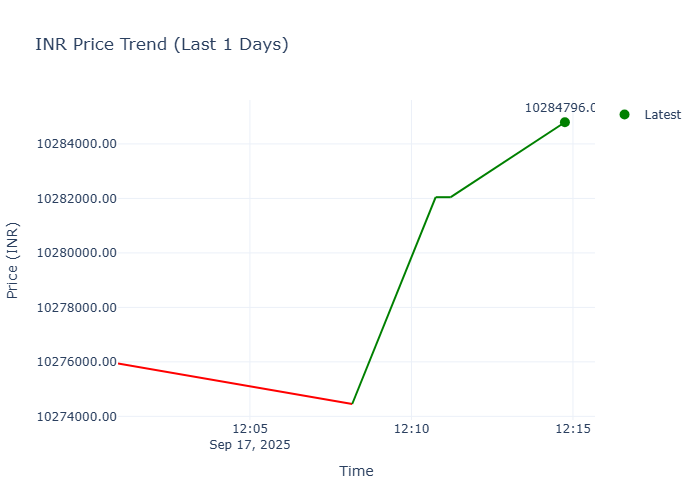 INR Price Trend (Last 1 Days)
10284796.0
Latest
10284000.00
10282000.00
10280000.00
10278000.00
10276000.00
10274000.00
Price (INR)
12:05
12:10
12:15
Sep 17, 2025
Time